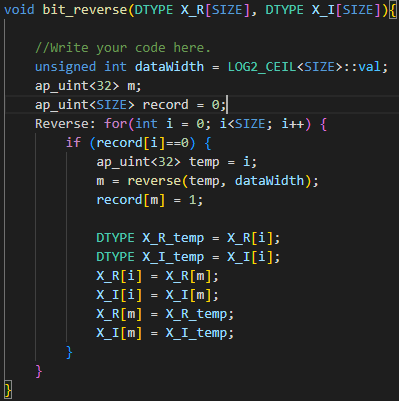 void bit_reverse(DTYPE X_R[SIZE], DTYPE X_I[SIZE]){
//Write your code here.
unsigned int dataWidth = LOG2_CEIL<SIZE>::val;
ap_uint<32> m;
ap_uint<SIZE> record = 0;
Reverse: for(int i = 0; i<SIZE; i++) {
if (record[i]==0) {
ap_uint<32> temp = i;
m = reverse(temp, dataWidth);
record[m] = 1;
DTYPE X_R_temp = X_R[i];
DTYPE X_I_temp = X_I[i];
X_R[i] = X_R[m];
X_I[i] = X_I[m];
X_R[m] = X_R_temp;
X_I[m] = X_I_temp;
}
}
}